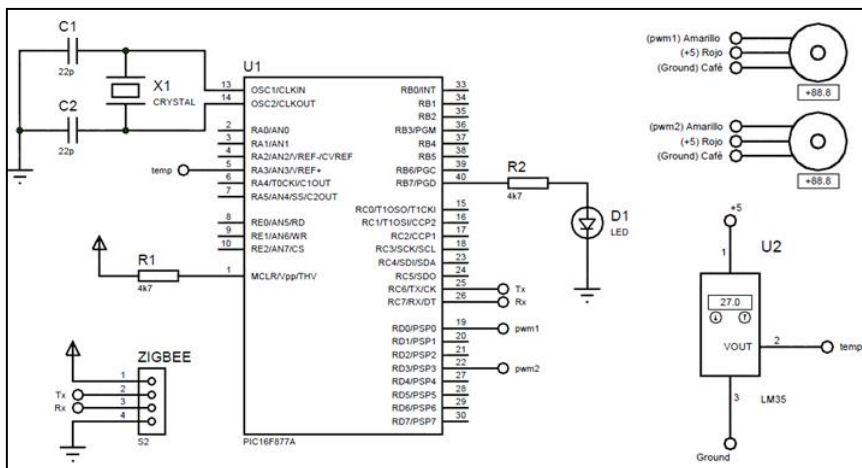 C1
22p
X1
CRYSTAL
C2
22p
temp
R1
4k7
ZIGBEE
1
Tx 2
Rx 3
4
S2
U1
13 OSC1/CLKIN
14 OSC2/CLKOUT
2 RA0/AN0
3 RA1/AN1
4 RA2/AN2/VREF-/CVREF
5 RA3/AN3/VREF+
6 RA4/T0CKI/C1OUT
7 RA5/AN4/SS/C2OUT
8 RE0/AN5/RD
9 RE1/AN6/WR
10 RE2/AN7/CS
1 MCLR/Vpp/THV
RB0/INT 33
RB1 34
RB2 35
RB3/PGM 36
RB4 37
RB5 38
RB6/PGC 39
RB7/PGD 40
RC0/T1OSO/T1CKI 15
RC1/T1OSI/CCP2 16
RC2/CCP1 17
RC3/SCK/SCL 18
RC4/SDI/SDA 23
RC5/SDO 24
RC6/TX/CK 25 Tx
RC7/RX/DT 26 Rx
RD0/PSP0 19 pwm1
RD1/PSP1 20
RD2/PSP2 21
RD3/PSP3 22 pwm2
RD4/PSP4 27
RD5/PSP5 28
RD6/PSP6 29
RD7/PSP7 30
PIC16F877A
R2
4k7
D1
LED
(pwm1) Amarillo
(+5) Rojo
(Ground) Café
+88.8
(pwm2) Amarillo
(+5) Rojo
(Ground) Café
+88.8
+5
U2
1
27.0
VOUT 2 temp
3
LM35
Ground